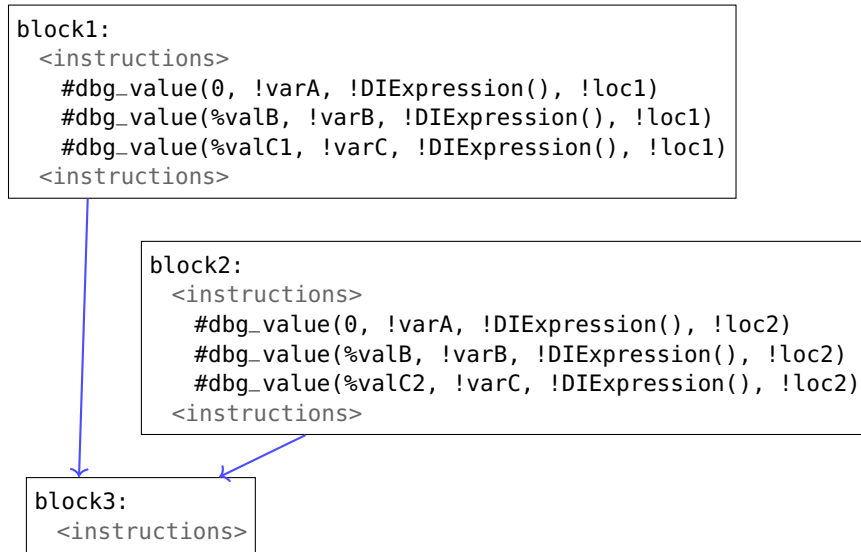 block1:
<instructions>
#dbg_value(0, !varA, !DIExpression(), !loc1)
#dbg_value(%valB, !varB, !DIExpression(), !loc1)
#dbg_value(%valC1, !varC, !DIExpression(), !loc1)
<instructions>
block2:
<instructions>
#dbg_value(0, !varA, !DIExpression(), !loc2)
#dbg_value(%valB, !varB, !DIExpression(), !loc2)
#dbg_value(%valC2, !varC, !DIExpression(), !loc2)
<instructions>
block3:
<instructions>